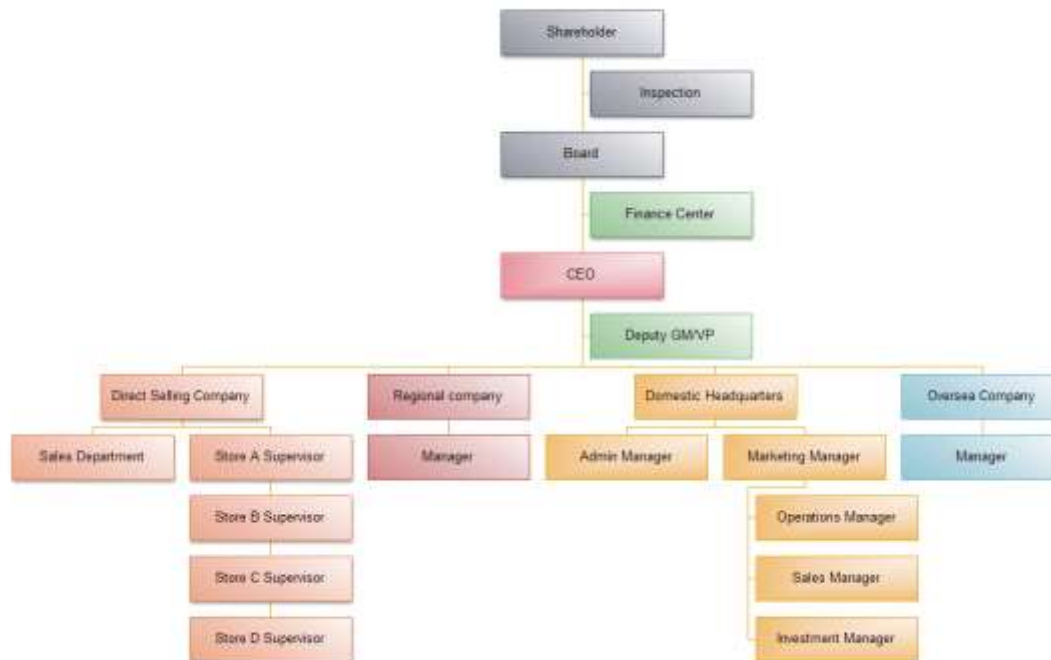 Shareholder
Inspection
Board
Finance Center
CEO
Deputy GM/VP
Direct Selling Company
Regional company
Domestic Headquarters
Oversea Company
Sales Department
Store A Supervisor
Manager
Admin Manager
Marketing Manager
Manager
Store B Supervisor
Operations Manager
Store C Supervisor
Sales Manager
Store D Supervisor
Investment Manager